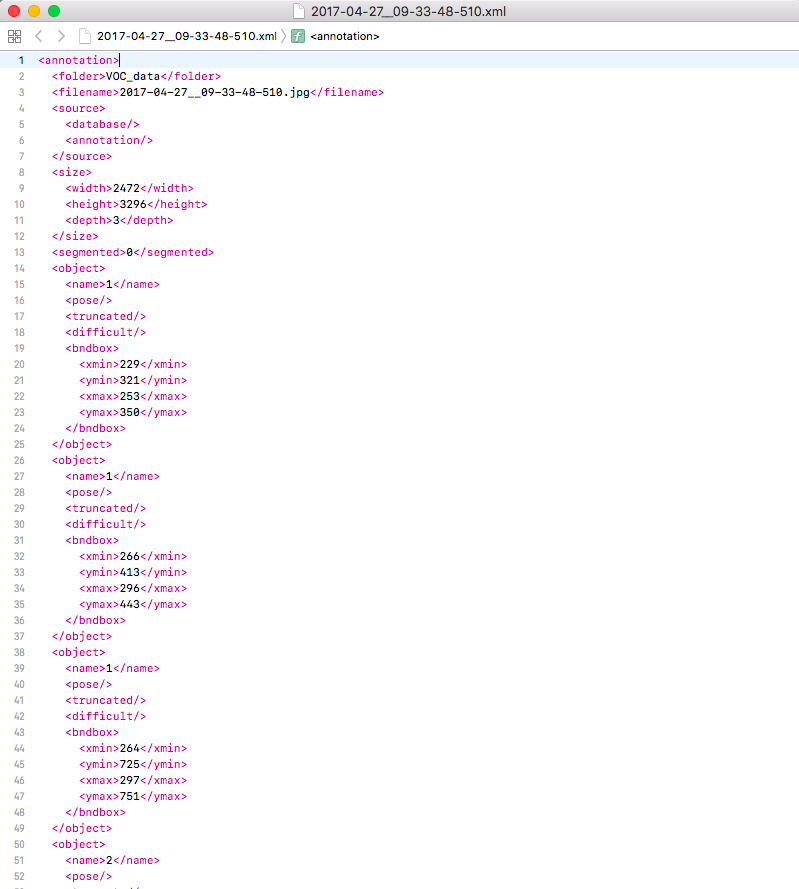 2017-04-27__09-33-48-510.xml
2017-04-27__09-33-48-510.xml 〉 f <annotation>
1 <annotation>
2 <folder>VOC_data</folder>
3 <filename>2017-04-27__09-33-48-510.jpg</filename>
4 <source>
5 <database/>
6 <annotation/>
7 </source>
8 <size>
9 <width>2472</width>
10 <height>3296</height>
11 <depth>3</depth>
12 </size>
13 <segmented>0</segmented>
14 <object>
15 <name>1</name>
16 <pose/>
17 <truncated/>
18 <difficult/>
19 <bndbox>
20 <xmin>229</xmin>
21 <ymin>321</ymin>
22 <xmax>253</xmax>
23 <ymax>350</ymax>
24 </bndbox>
25 </object>
26 <object>
27 <name>1</name>
28 <pose/>
29 <truncated/>
30 <difficult/>
31 <bndbox>
32 <xmin>266</xmin>
33 <ymin>413</ymin>
34 <xmax>296</xmax>
35 <ymax>443</ymax>
36 </bndbox>
37 </object>
38 <object>
39 <name>1</name>
40 <pose/>
41 <truncated/>
42 <difficult/>
43 <bndbox>
44 <xmin>264</xmin>
45 <ymin>725</ymin>
46 <xmax>297</xmax>
47 <ymax>751</ymax>
48 </bndbox>
49 </object>
50 <object>
51 <name>2</name>
52 <pose/>